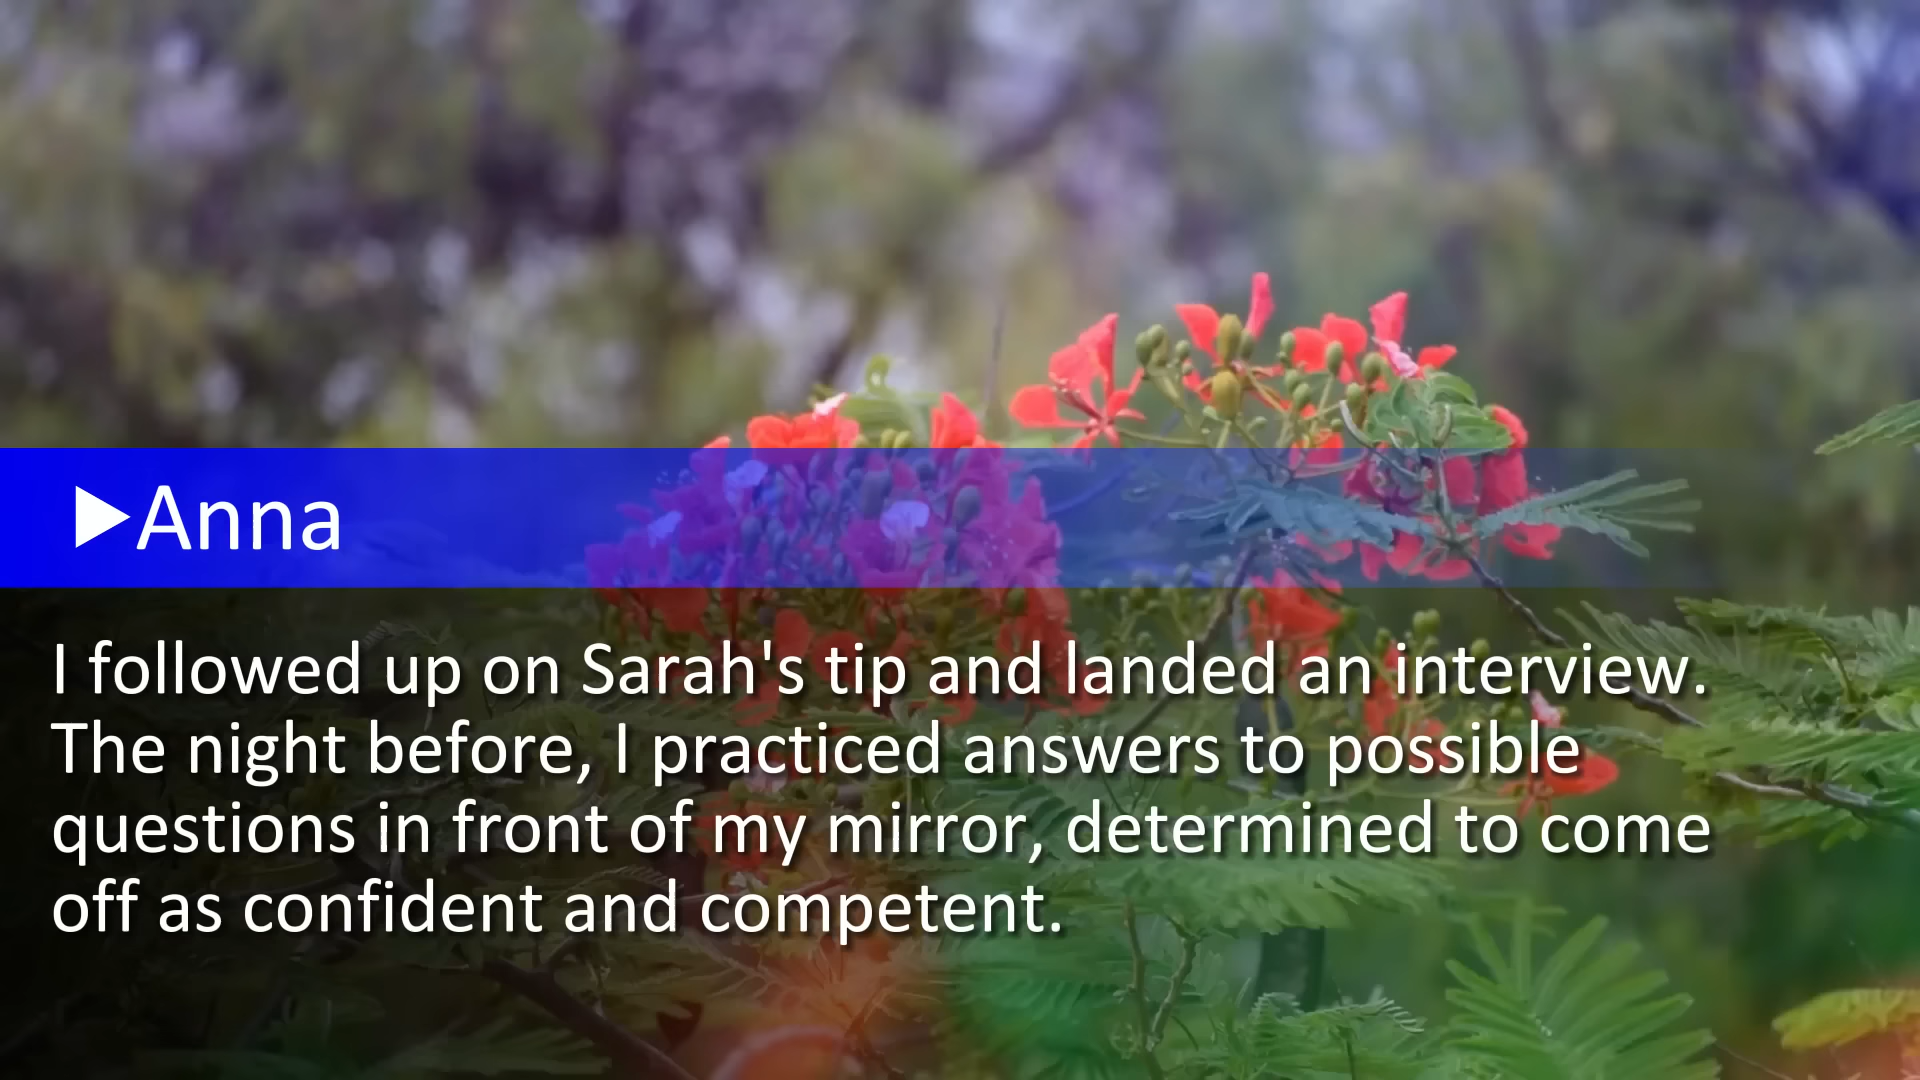 ▶Anna
I followed up on Sarah's tip and landed an interview.
The night before, I practiced answers to possible
questions in front of my mirror, determined to come
off as confident and competent.